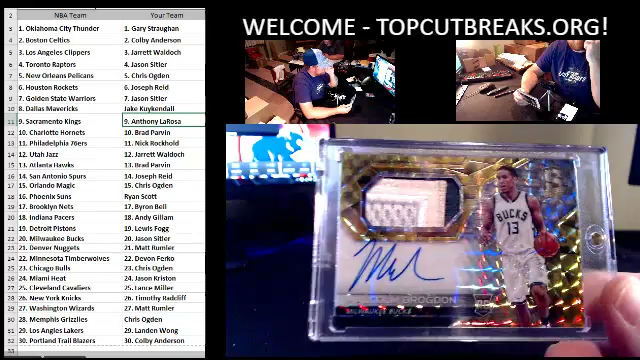 WELCOME - TOPCUTBREAKS.ORG!
NBA Team Your Team
1. Oklahoma City Thunder 1. Gary Straughan
2. Boston Celtics 2. Colby Anderson
3. Los Angeles Clippers 3. Jarrett Waldoch
4. Toronto Raptors 4. Jason Sitler
5. New Orleans Pelicans 5. Chris Ogden
6. Houston Rockets 6. Joseph Reid
7. Golden State Warriors 7. Jason Sitler
8. Dallas Mavericks Jake Kuykendall
9. Sacramento Kings 9. Anthony LaRosa
10. Charlotte Hornets 10. Brad Parvin
11. Philadelphia 76ers 11. Nick Rockhold
12. Utah Jazz 12. Jarrett Waldoch
13. Atlanta Hawks 13. Brad Parvin
14. San Antonio Spurs 14. Joseph Reid
15. Orlando Magic 15. Chris Ogden
16. Phoenix Suns Ryan Scott
17. Brooklyn Nets 17. Byron Bell
18. Indiana Pacers 18. Andy Gillam
19. Detroit Pistons 19. Lewis Fogg
20. Milwaukee Bucks 20. Jason Sitler
21. Denver Nuggets 21. Matt Rumler
22. Minnesota Timberwolves 22. Devon Ferko
23. Chicago Bulls 23. Chris Ogden
24. Miami Heat 24. Jason Kriston
25. Cleveland Cavaliers 25. Lance Miller
26. New York Knicks 26. Timothy Radcliff
27. Washington Wizards 27. Matt Rumler
28. Memphis Grizzlies Chris Ogden
29. Los Angeles Lakers 29. Landen Wong
30. Portland Trail Blazers 30. Colby Anderson
BUCKS
13
BROGDON
MILWAUKEE BUCKS
RC